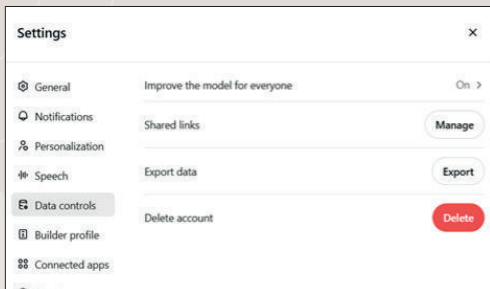 Settings
General
Notifications
Personalization
Speech
Data controls
Builder profile
Connected apps
Improve the model for everyone On
Shared links Manage
Export data Export
Delete account Delete